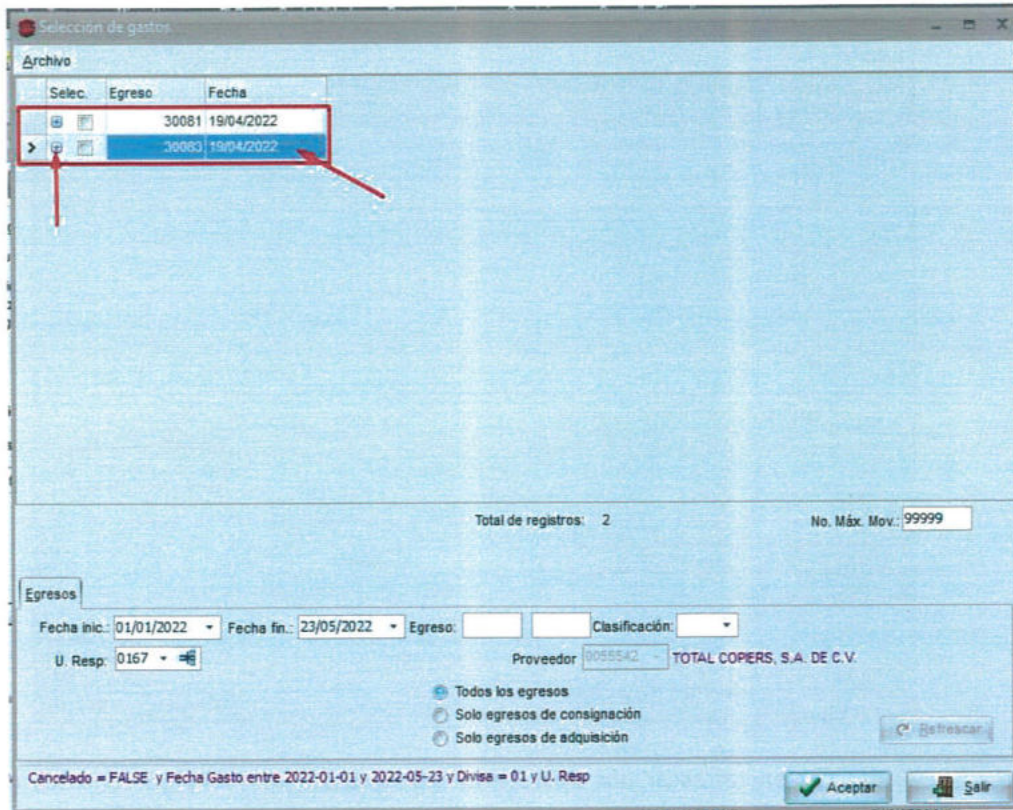 Selección de gastos
Archivo
Selec. Egreso Fecha
30081 19/04/2022
30083 19/04/2022
Total de registros: 2 No. Máx. Mov.: 99999
Egresos
Fecha inic.: 01/01/2022 Fecha fin.: 23/05/2022 Egreso: Clasificación:
U. Resp: 0167 Proveedor 0055542 TOTAL COPIERS, S.A. DE C.V.
Todos los egresos
Solo egresos de consignación
Solo egresos de adquisición
Refrescar
Cancelado = FALSE y Fecha Gasto entre 2022-01-01 y 2022-05-23 y Divisa = 01 y U. Resp
Aceptar Salir